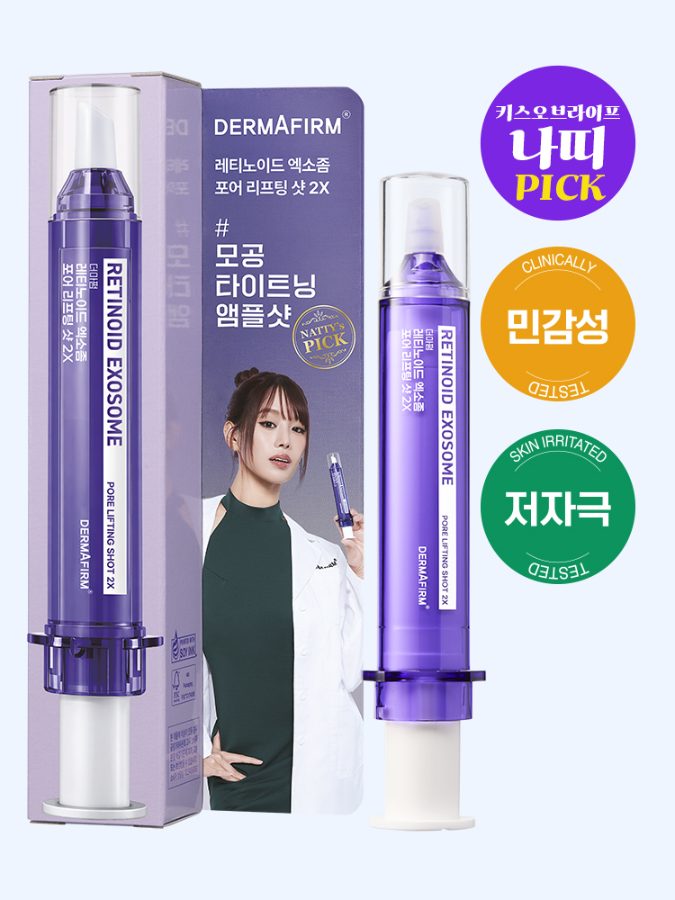 DERMAFIRM®
레티노이드 엑소좀
포어 리프팅 샷 2X
#
모공
타이트닝
앰플샷
NATTY's
PICK
RETINOID EXOSOME
PORE LIFTING SHOT 2X
더마펌
레티노이드 엑소좀
포어 리프팅 샷 2X
DERMAFIRM®
PRINTED WITH
SOY INK
RETINOID EXOSOME
PORE LIFTING SHOT 2X
더마펌
레티노이드 엑소좀
포어 리프팅 샷 2X
DERMAFIRM®
키스오브라이프
나띠
PICK
CLINICALLY
민감성
TESTED
SKIN IRRITATED
저자극
TESTED